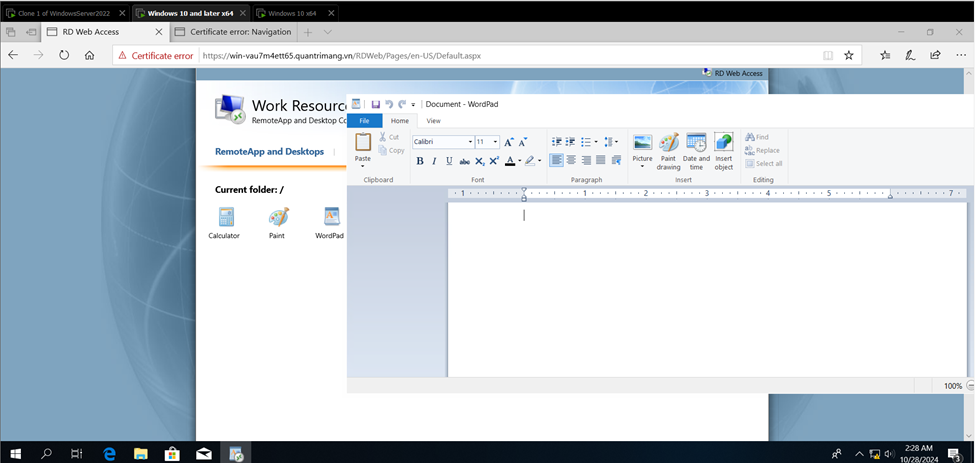 Clone 1 of WindowsServer2022 Windows 10 and later x64 Windows 10 x64
RD Web Access Certificate error: Navigation
Certificate error https://win-vau7m4ett65.quantrimang.vn/RDWeb/Pages/en-US/Default.aspx
RD Web Access
Work Resourc
RemoteApp and Desktop Co
RemoteApp and Desktops
Current folder: /
Calculator Paint WordPad
Document - WordPad
File Home View
Paste
Cut
Copy
Clipboard
Calibri 11
B I U abc X₂ X² A
Font
Paragraph
Picture Paint drawing Date and time Insert object
Insert
Find
Replace
Select all
Editing
1 1 2 3 4 5 7
100%
2:28 AM
10/28/2024
3